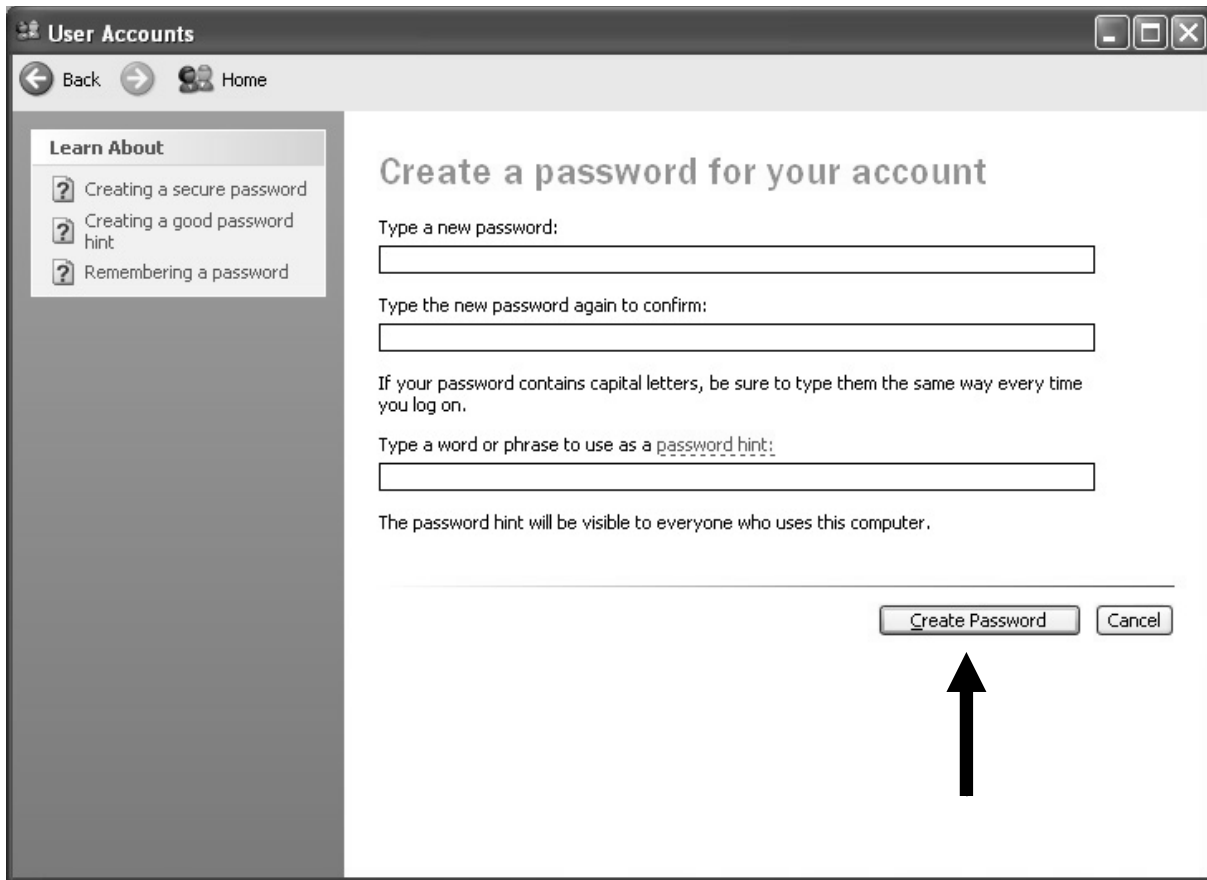 User Accounts
Back
Home
Learn About
Creating a secure password
Creating a good password
hint
Remembering a password
Create a password for your account
Type a new password:
Type the new password again to confirm:
If your password contains capital letters, be sure to type them the same way every time
you log on.
Type a word or phrase to use as a password hint:
The password hint will be visible to everyone who uses this computer.
Create Password
Cancel